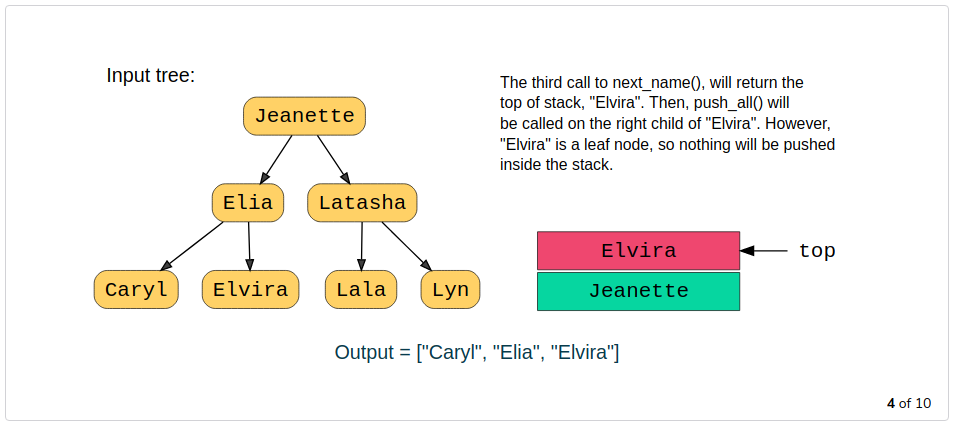 Input tree:
The third call to next_name(), will return the
top of stack, "Elvira". Then, push_all() will
be called on the right child of "Elvira". However,
"Elvira" is a leaf node, so nothing will be pushed
inside the stack.
Jeanette
Elia
Latasha
Caryl
Elvira
Lala
Lyn
Elvira
top
Jeanette
Output = ["Caryl", "Elia", "Elvira"]
4 of 10